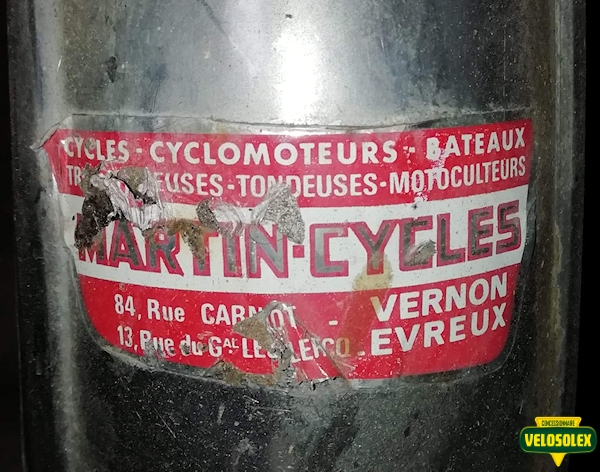 CYCLES - CYCLOMOTEURS - BATEAUX
-TONDEUSES-MOTOCULTEURS
MARTIN-CYCLES
84, Rue CARNOT - VERNON
13, Rue du Gᴬᴸ LECLERC - EVREUX
CONCESSIONNAIRE
VELOSOLEX